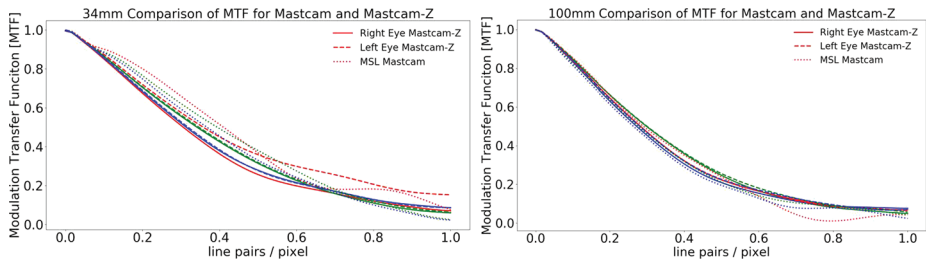 34mm Comparison of MTF for Mastcam and Mastcam-Z
Modulation Transfer Funciton [MTF]
1.0
0.8
0.6
0.4
0.2
0.0
Right Eye Mastcam-Z
Left Eye Mastcam-Z
MSL Mastcam
0.0 0.2 0.4 0.6 0.8 1.0
line pairs / pixel
100mm Comparison of MTF for Mastcam and Mastcam-Z
Modulation Transfer Funciton [MTF]
1.0
0.8
0.6
0.4
0.2
0.0
Right Eye Mastcam-Z
Left Eye Mastcam-Z
MSL Mastcam
0.0 0.2 0.4 0.6 0.8 1.0
line pairs / pixel